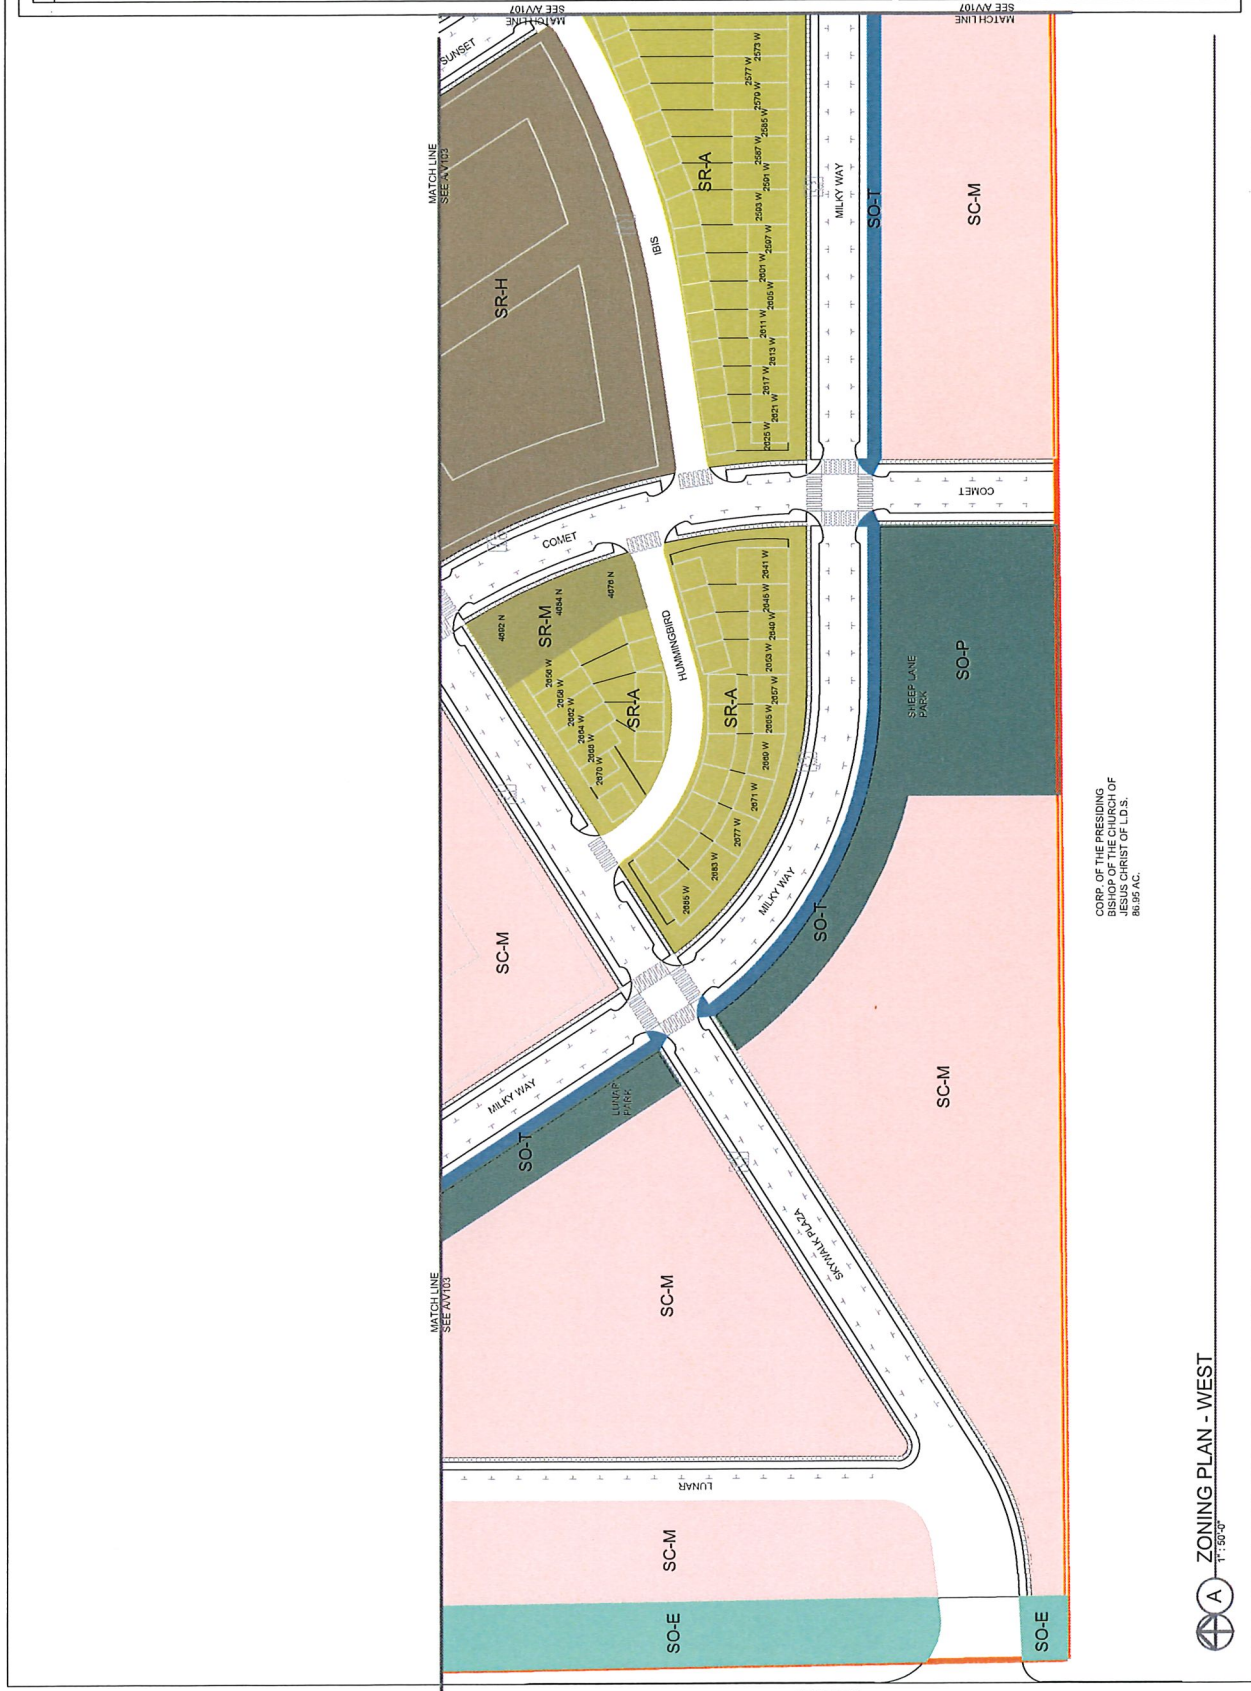 MATCH LINE
SEE A/V103
MATCH LINE
SEE A/V103
MATCH LINE
SEE A/V107
MATCH LINE
SEE A/V107
SUNSET
SR-H
IBIS
SR-A
2573 W
2577 W
2579 W
2585 W
2587 W
2591 W
2593 W
2597 W
2601 W
2605 W
2611 W
2613 W
2617 W
2621 W
2625 W
MILKY WAY
SO-T
SC-M
COMET
COMET
4692 N
4684 N
4676 N
SR-M
2656 W
2658 W
2662 W
2664 W
2668 W
2670 W
SR-A
HUMMINGBIRD
SR-A
2641 W
2645 W
2649 W
2653 W
2657 W
2665 W
2669 W
2671 W
2677 W
2683 W
2685 W
MILKY WAY
SO-T
SHEEP LANE
PARK
SO-P
SC-M
MILKY WAY
SO-T
LUNAR
PARK
SC-M
SC-M
SKYWALK PLAZA
LUNAR
SC-M
SO-E
SO-E
CORP. OF THE PRESIDING
BISHOP OF THE CHURCH OF
JESUS CHRIST OF L.D.S.
86.95 AC.
A
ZONING PLAN - WEST
1" : 50'-0"